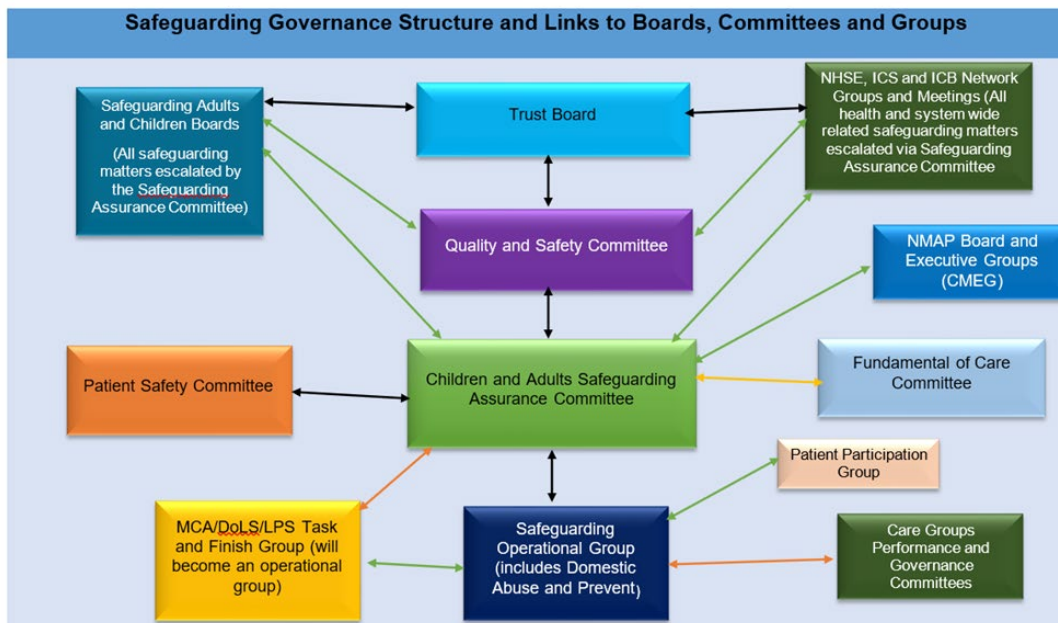 Safeguarding Governance Structure and Links to Boards, Committees and Groups
Safeguarding Adults
and Children Boards
(All safeguarding
matters escalated by
the Safeguarding
Assurance Committee)
Trust Board
NHSE, ICS and ICB Network
Groups and Meetings (All
health and system wide
related safeguarding matters
escalated via Safeguarding
Assurance Committee
Quality and Safety Committee
NMAP Board and
Executive Groups
(CMEG)
Patient Safety Committee
Children and Adults Safeguarding
Assurance Committee
Fundamental of Care
Committee
Patient Participation
Group
MCA/DoLS/LPS Task
and Finish Group (will
become an operational
group)
Safeguarding
Operational Group
(includes Domestic
Abuse and Prevent)
Care Groups
Performance and
Governance
Committees